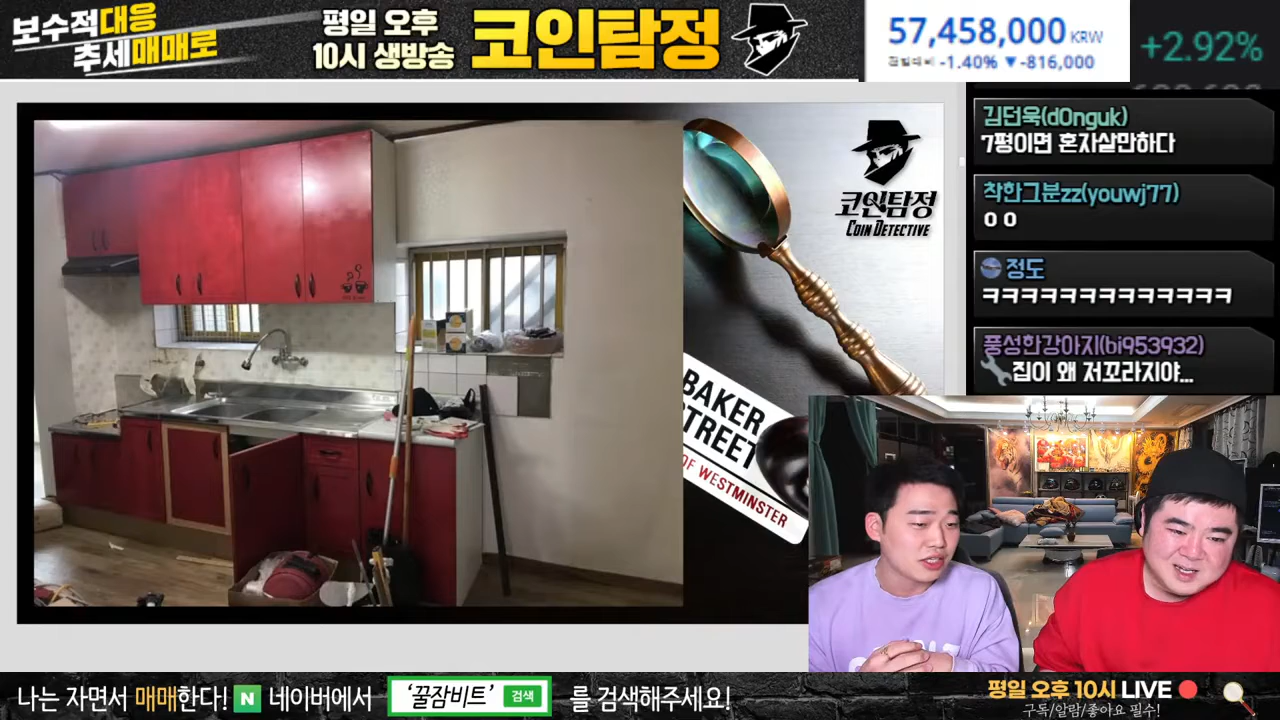 보수적대응
추세매매로
평일 오후
10시 생방송
코인탐정
57,458,000 KRW
전일대비 -1.40% ▼-816,000
+2.92%
김던욱(d0nguk)
7평이면 혼자살만하다
착한그분zz(youwj77)
ㅇㅇ
정도
ㅋㅋㅋㅋㅋㅋㅋㅋㅋㅋㅋㅋㅋ
풍성한강아지(bi953932)
집이 왜 저꼬라지야...
코인탐정
COIN DETECTIVE
BAKER
STREET
OF WESTMINSTER
나는 자면서 매매한다! N 네이버에서 '꿀잠비트' 검색 를 검색해주세요!
평일 오후 10시 LIVE
구독/알람/좋아요 필수!